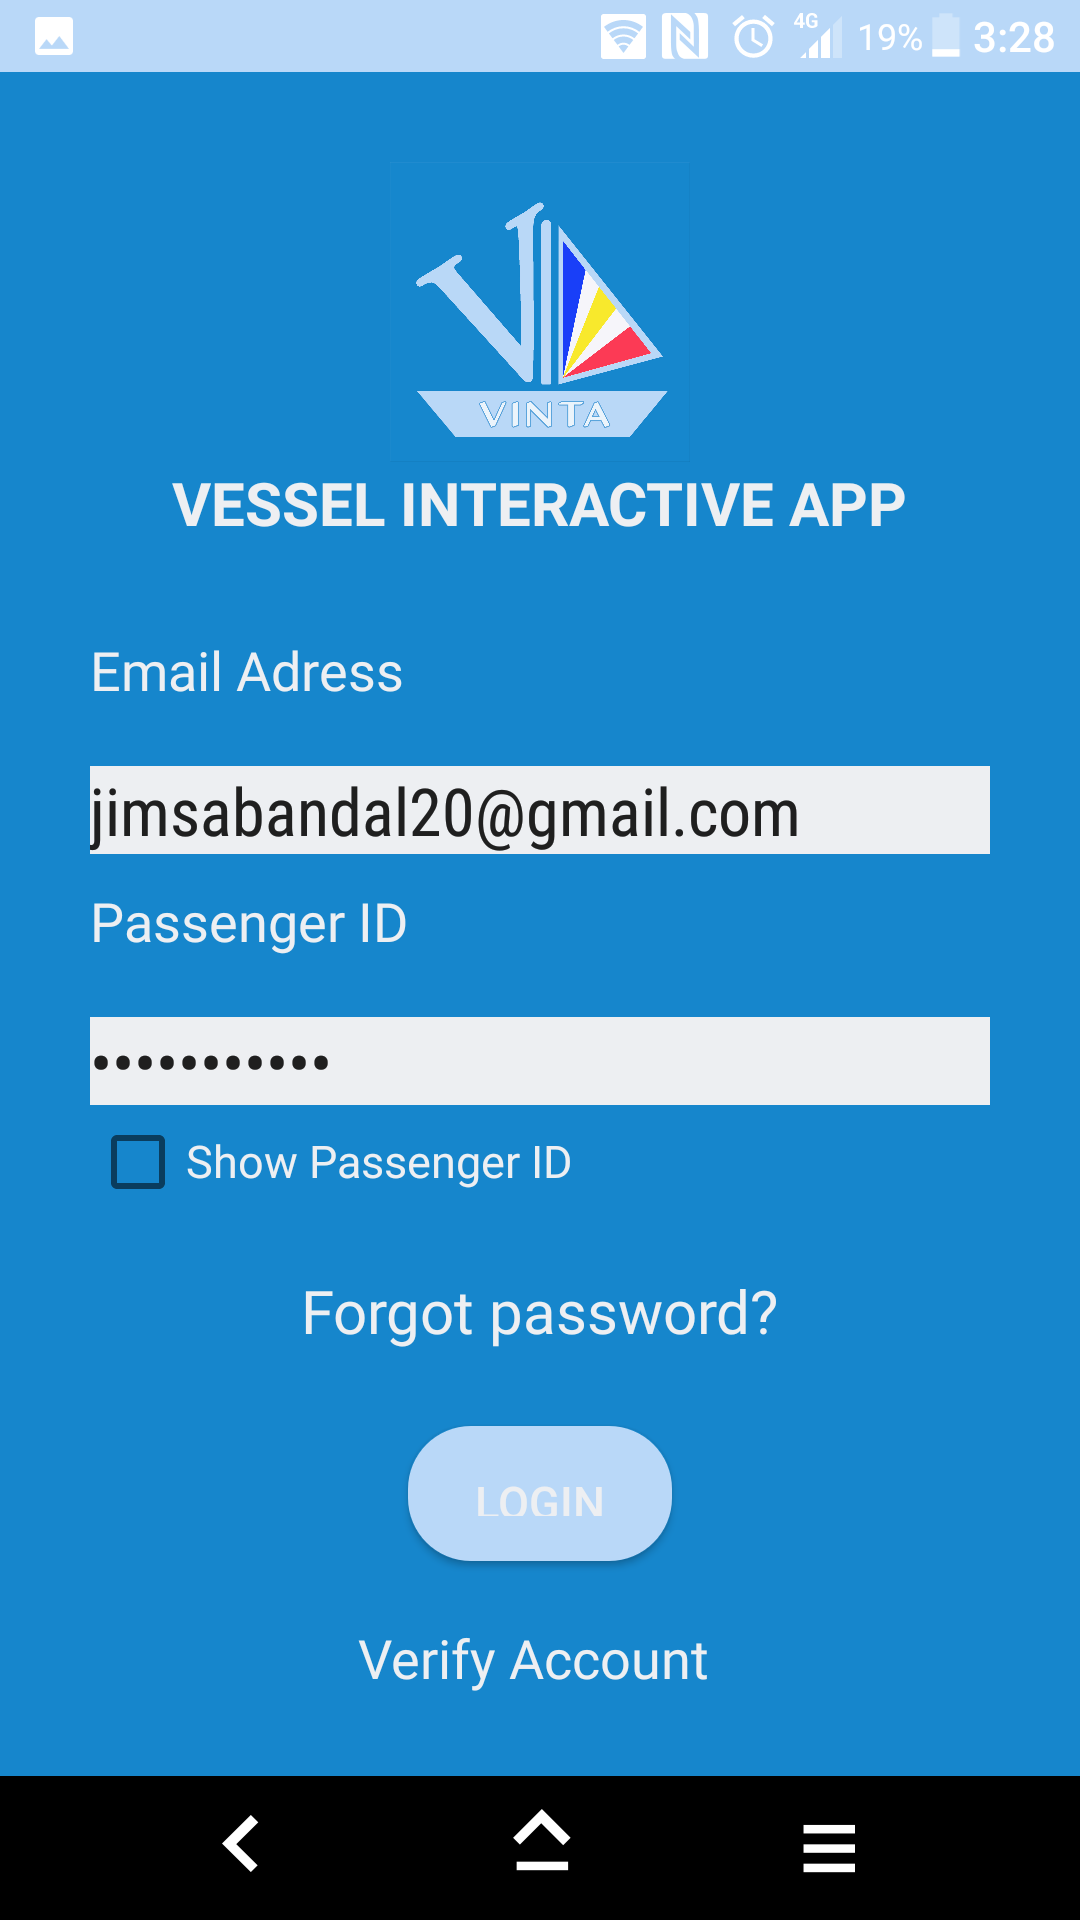 4G 19% 3:28
VINTA
VESSEL INTERACTIVE APP
Email Adress
jimsabandal20@gmail.com
Passenger ID
•••••••••••
Show Passenger ID
Forgot password?
LOGIN
Verify Account